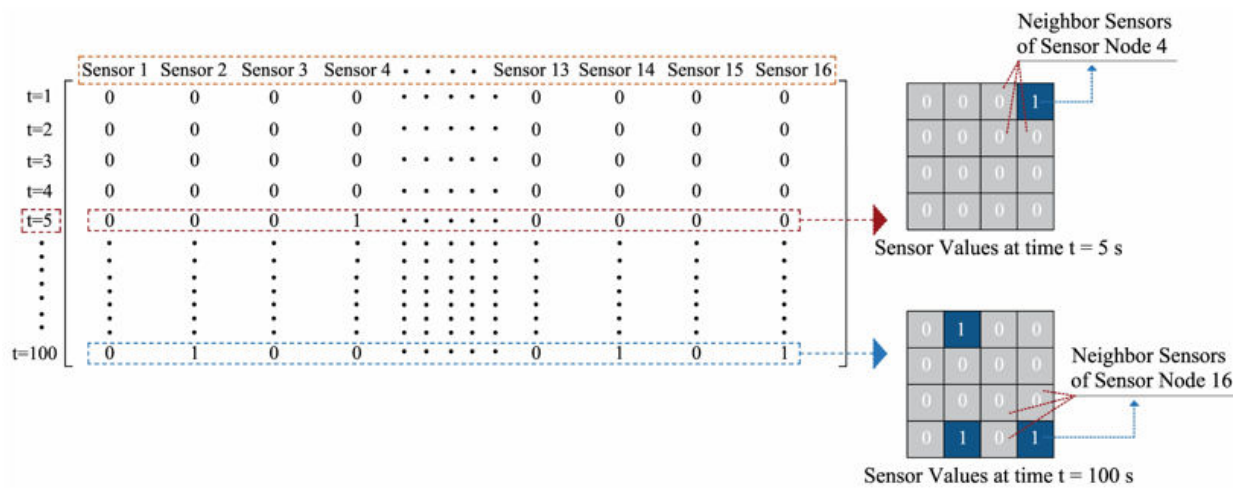 Neighbor Sensors
of Sensor Node 4
Sensor 1 Sensor 2 Sensor 3 Sensor 4 • • • • Sensor 13 Sensor 14 Sensor 15 Sensor 16
t=1 0 0 0 0 • • • • • 0 0 0 0
t=2 0 0 0 0 • • • • • 0 0 0 0
t=3 0 0 0 0 • • • • • 0 0 0 0
t=4 0 0 0 0 • • • • • 0 0 0 0
t=5 0 0 0 1 • • • • • 0 0 0 0
t=100 0 1 0 0 • • • • • 0 1 0 1
0 0 0 1
0 0 0 0
0 0 0 0
0 0 0 0
Sensor Values at time t = 5 s
0 1 0 0
0 0 0 0
0 0 0 0
0 1 0 1
Neighbor Sensors
of Sensor Node 16
Sensor Values at time t = 100 s